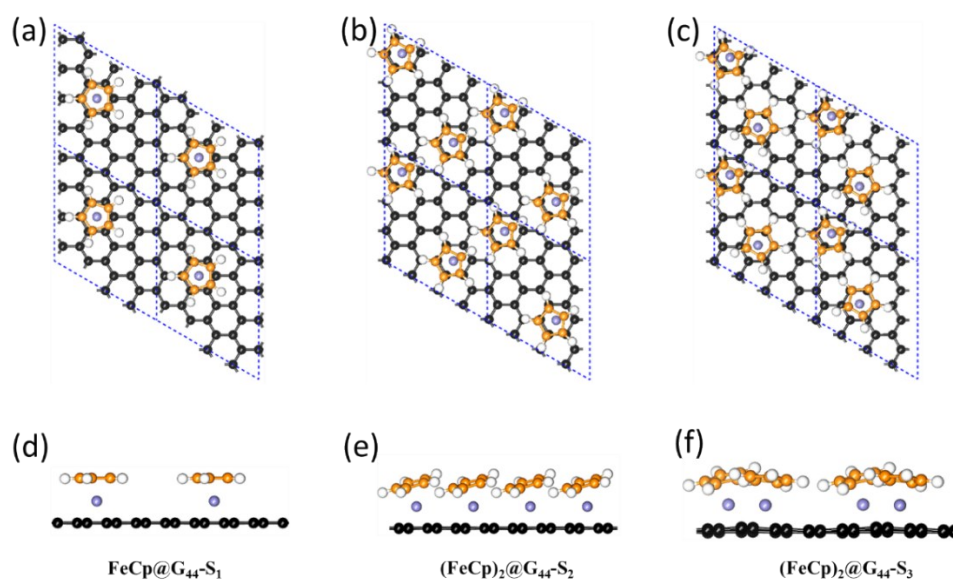 (a)
(b)
(c)
(d)
(e)
(f)
FeCp@G₄₄-S₁
(FeCp)₂@G₄₄-S₂
(FeCp)₂@G₄₄-S₃